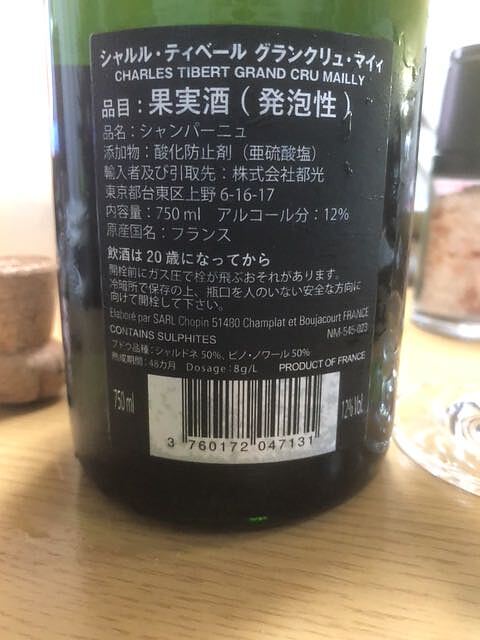 シャルル・ティベール グランクリュ・マイィ
CHARLES TIBERT GRAND CRU MAILLY
品目：果実酒（発泡性）
品名：シャンパーニュ
添加物：酸化防止剤（亜硫酸塩）
輸入者及び引取先：株式会社都光
東京都台東区上野 6-16-17
内容量：750 ml アルコール分：12%
原産国名：フランス
飲酒は20歳になってから
開栓前にガス圧で栓が飛ぶおそれがあります。
冷暗所で保存の上、瓶口を人のいない安全な方向に
向けて開栓して下さい。
Elaboré par SARL Chopin 51480 Champlat et Boujacourt FRANCE
NM-545-023
CONTAINS SULPHITES
ブドウ品種：シャルドネ 50%、ピノ・ノワール 50%
熟成期間：48カ月 Dosage : 8g/L PRODUCT OF FRANCE
750 ml
12% Vol.
3 760172 047131